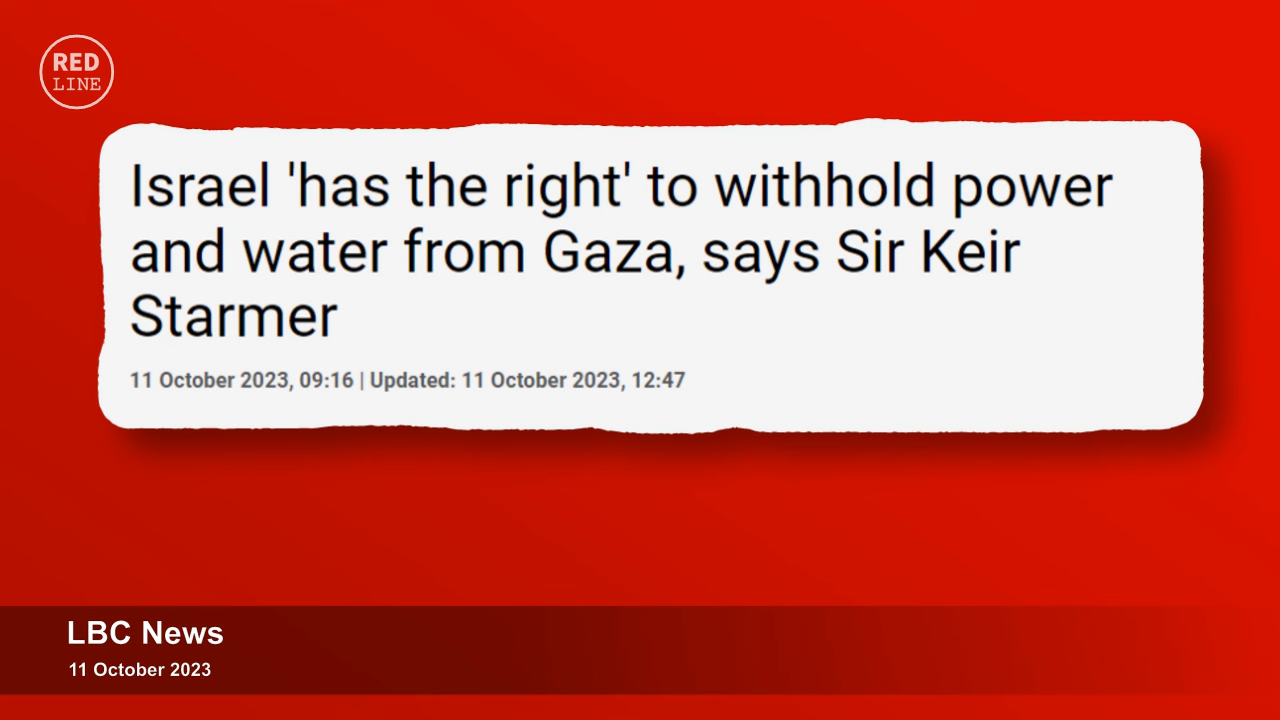 RED
LINE
Israel 'has the right' to withhold power
and water from Gaza, says Sir Keir
Starmer
11 October 2023, 09:16 | Updated: 11 October 2023, 12:47
LBC News
11 October 2023